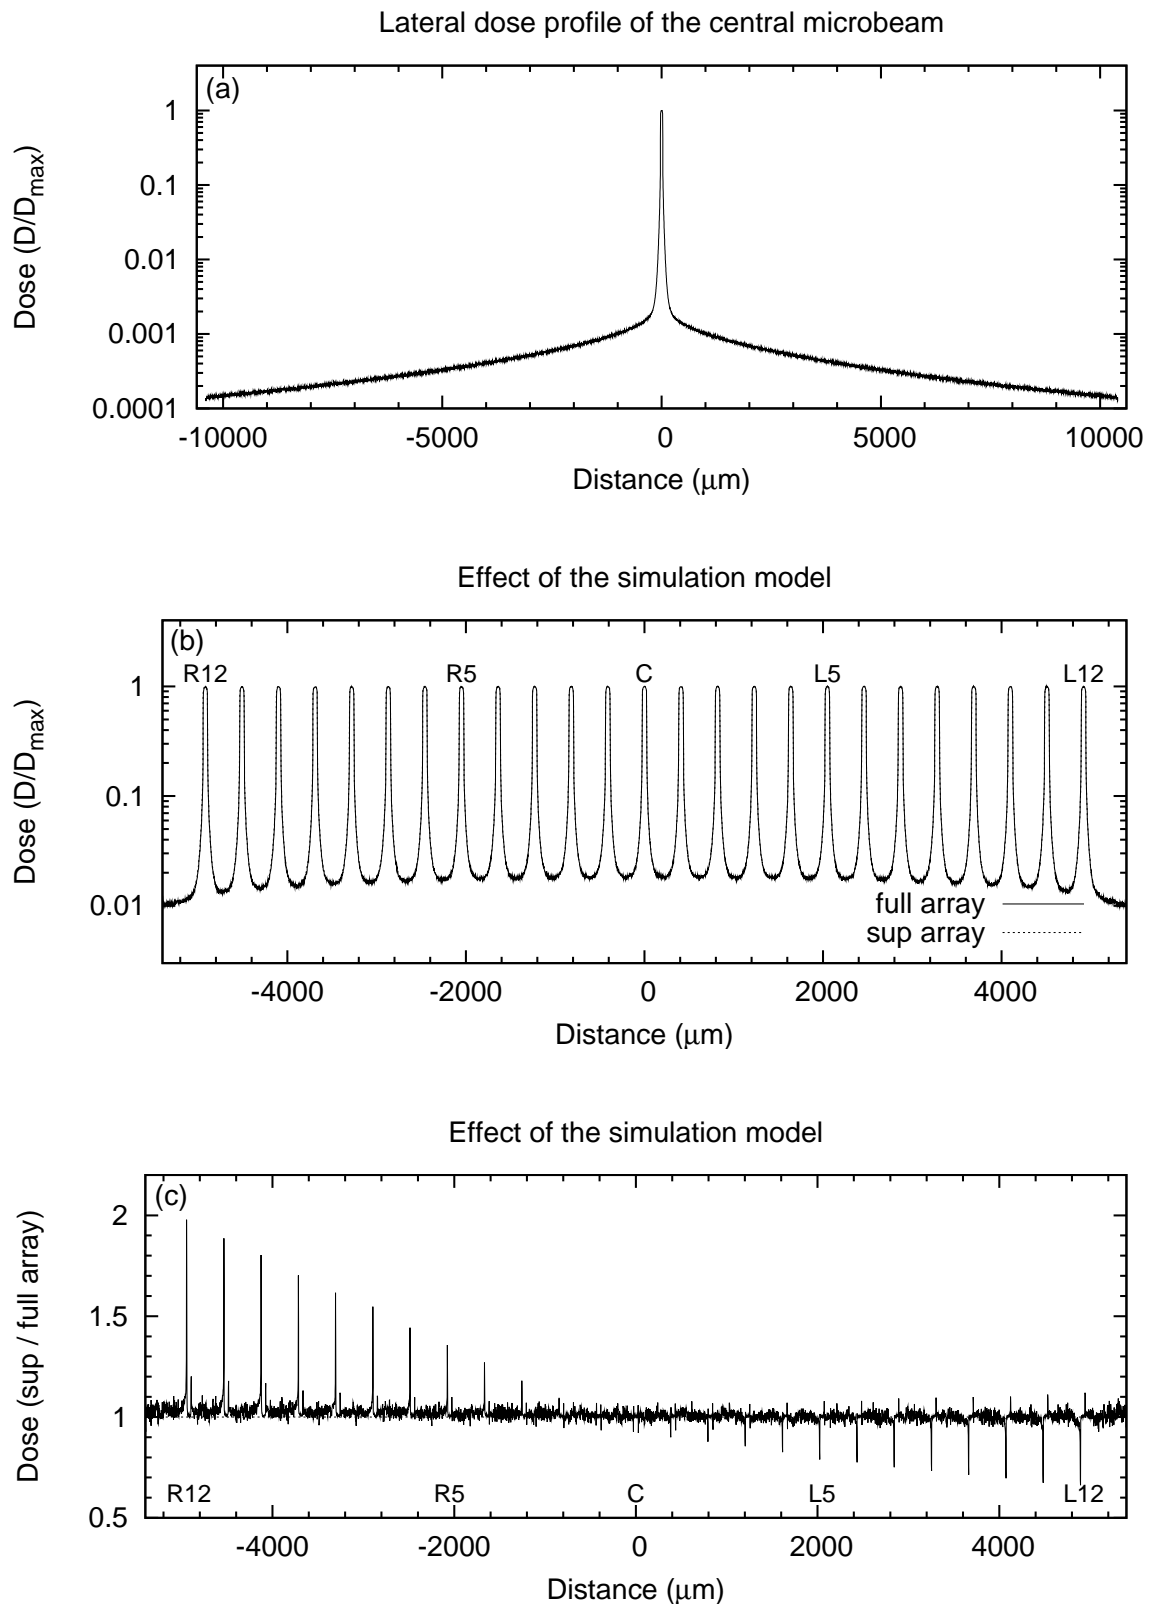 Lateral dose profile of the central microbeam
(a)
1
0.1
0.01
0.001
0.0001
Dose (D/Dmax)
-10000 -5000 0 5000 10000
Distance (μm)
Effect of the simulation model
(b)
R12 R5 C L5 L12
1
0.1
0.01
Dose (D/Dmax)
full array
sup array
-4000 -2000 0 2000 4000
Distance (μm)
Effect of the simulation model
(c)
2
1.5
1
0.5
Dose (sup / full array)
R12 R5 C L5 L12
-4000 -2000 0 2000 4000
Distance (μm)